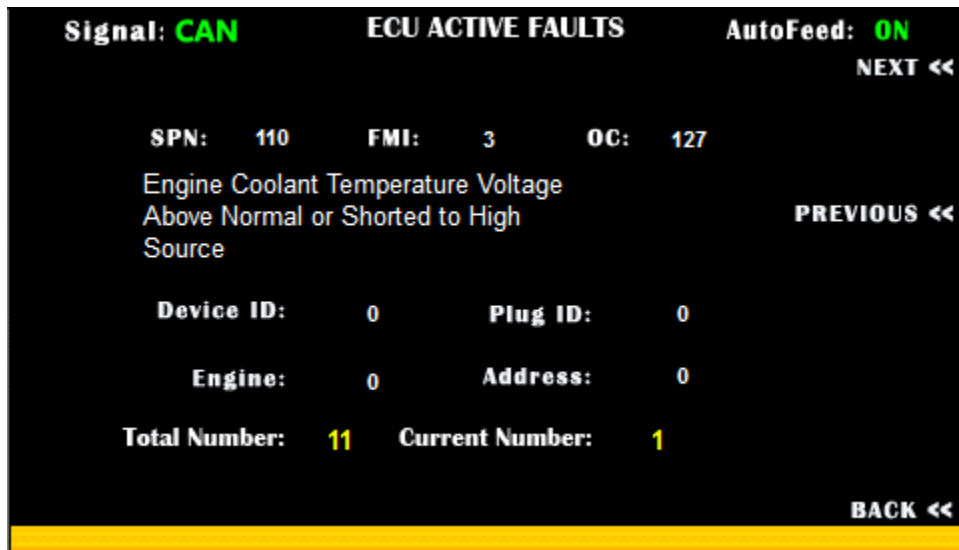 Signal: CAN ECU ACTIVE FAULTS AutoFeed: ON
NEXT <<
SPN: 110 FMI: 3 OC: 127
Engine Coolant Temperature Voltage
Above Normal or Shorted to High
Source
PREVIOUS <<
Device ID: 0 Plug ID: 0
Engine: 0 Address: 0
Total Number: 11 Current Number: 1
BACK <<